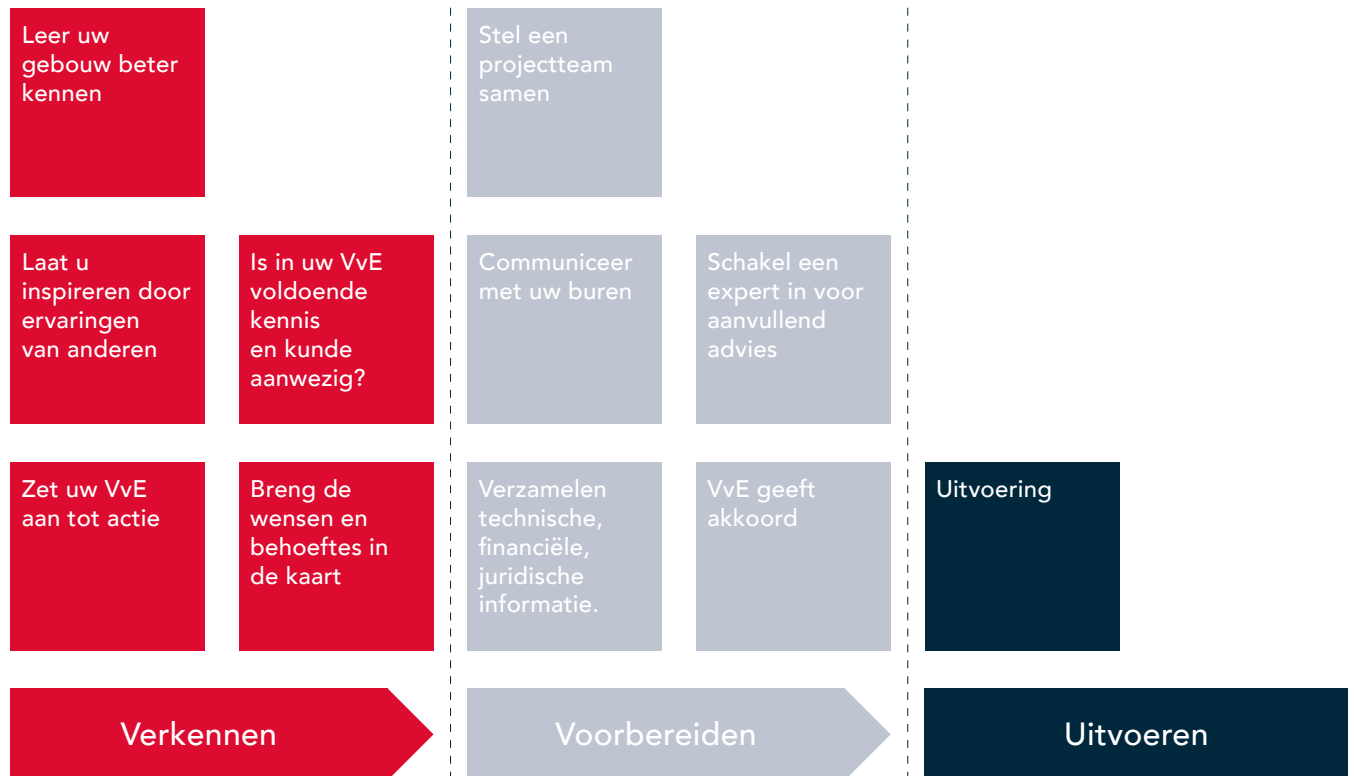 Leer uw
gebouw beter
kennen
Stel een
projectteam
samen
Laat u
inspireren door
ervaringen
van anderen
Is in uw VvE
voldoende
kennis
en kunde
aanwezig?
Communiceer
met uw buren
Schakel een
expert in voor
aanvullend
advies
Zet uw VvE
aan tot actie
Breng de
wensen en
behoeftes in
de kaart
Verzamelen
technische,
financiële,
juridische
informatie.
VvE geeft
akkoord
Uitvoering
Verkennen
Voorbereiden
Uitvoeren